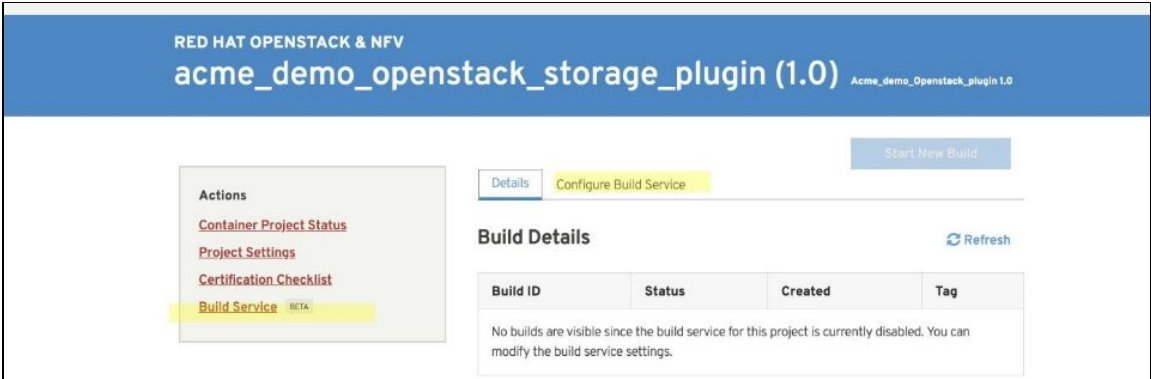 RED HAT OPENSTACK & NFV
acme_demo_openstack_storage_plugin (1.0) Acme_demo_Openstack_plugin 1.0
Start New Build
Actions
Container Project Status
Project Settings
Certification Checklist
Build Service BETA
Details Configure Build Service
Build Details
Refresh
Build ID Status Created Tag
No builds are visible since the build service for this project is currently disabled. You can
modify the build service settings.